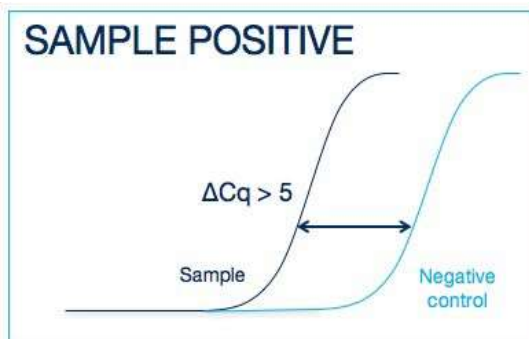 SAMPLE POSITIVE
ΔCq > 5
Sample
Negative
control